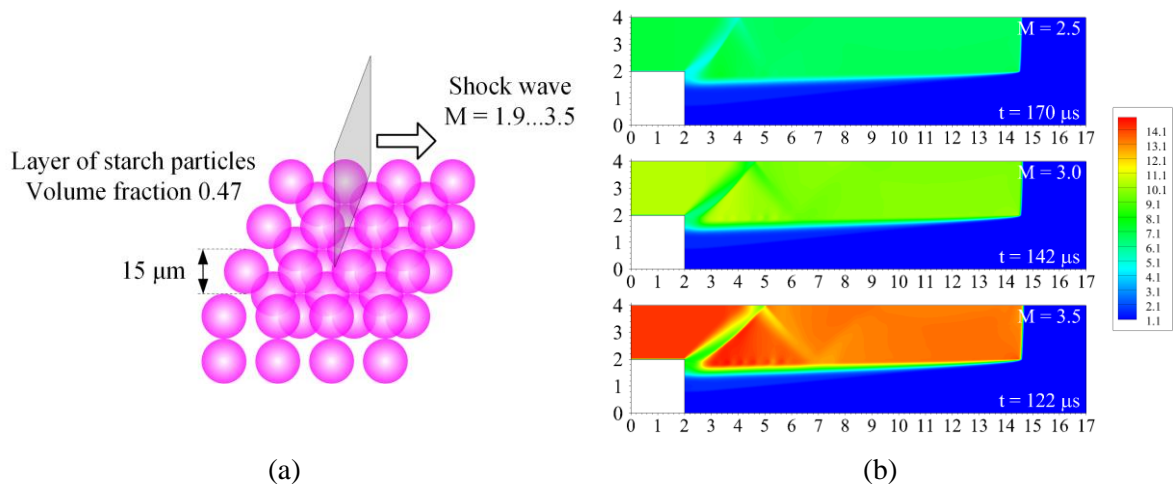 Shock wave
M = 1.9...3.5
Layer of starch particles
Volume fraction 0.47
15 μm
(a)
4
3
2
1
0
M = 2.5
t = 170 μs
0 1 2 3 4 5 6 7 8 9 10 11 12 13 14 15 16 17
4
3
2
1
0
M = 3.0
t = 142 μs
0 1 2 3 4 5 6 7 8 9 10 11 12 13 14 15 16 17
4
3
2
1
0
M = 3.5
t = 122 μs
0 1 2 3 4 5 6 7 8 9 10 11 12 13 14 15 16 17
14.1
13.1
12.1
11.1
10.1
9.1
8.1
7.1
6.1
5.1
4.1
3.1
2.1
1.1
(b)